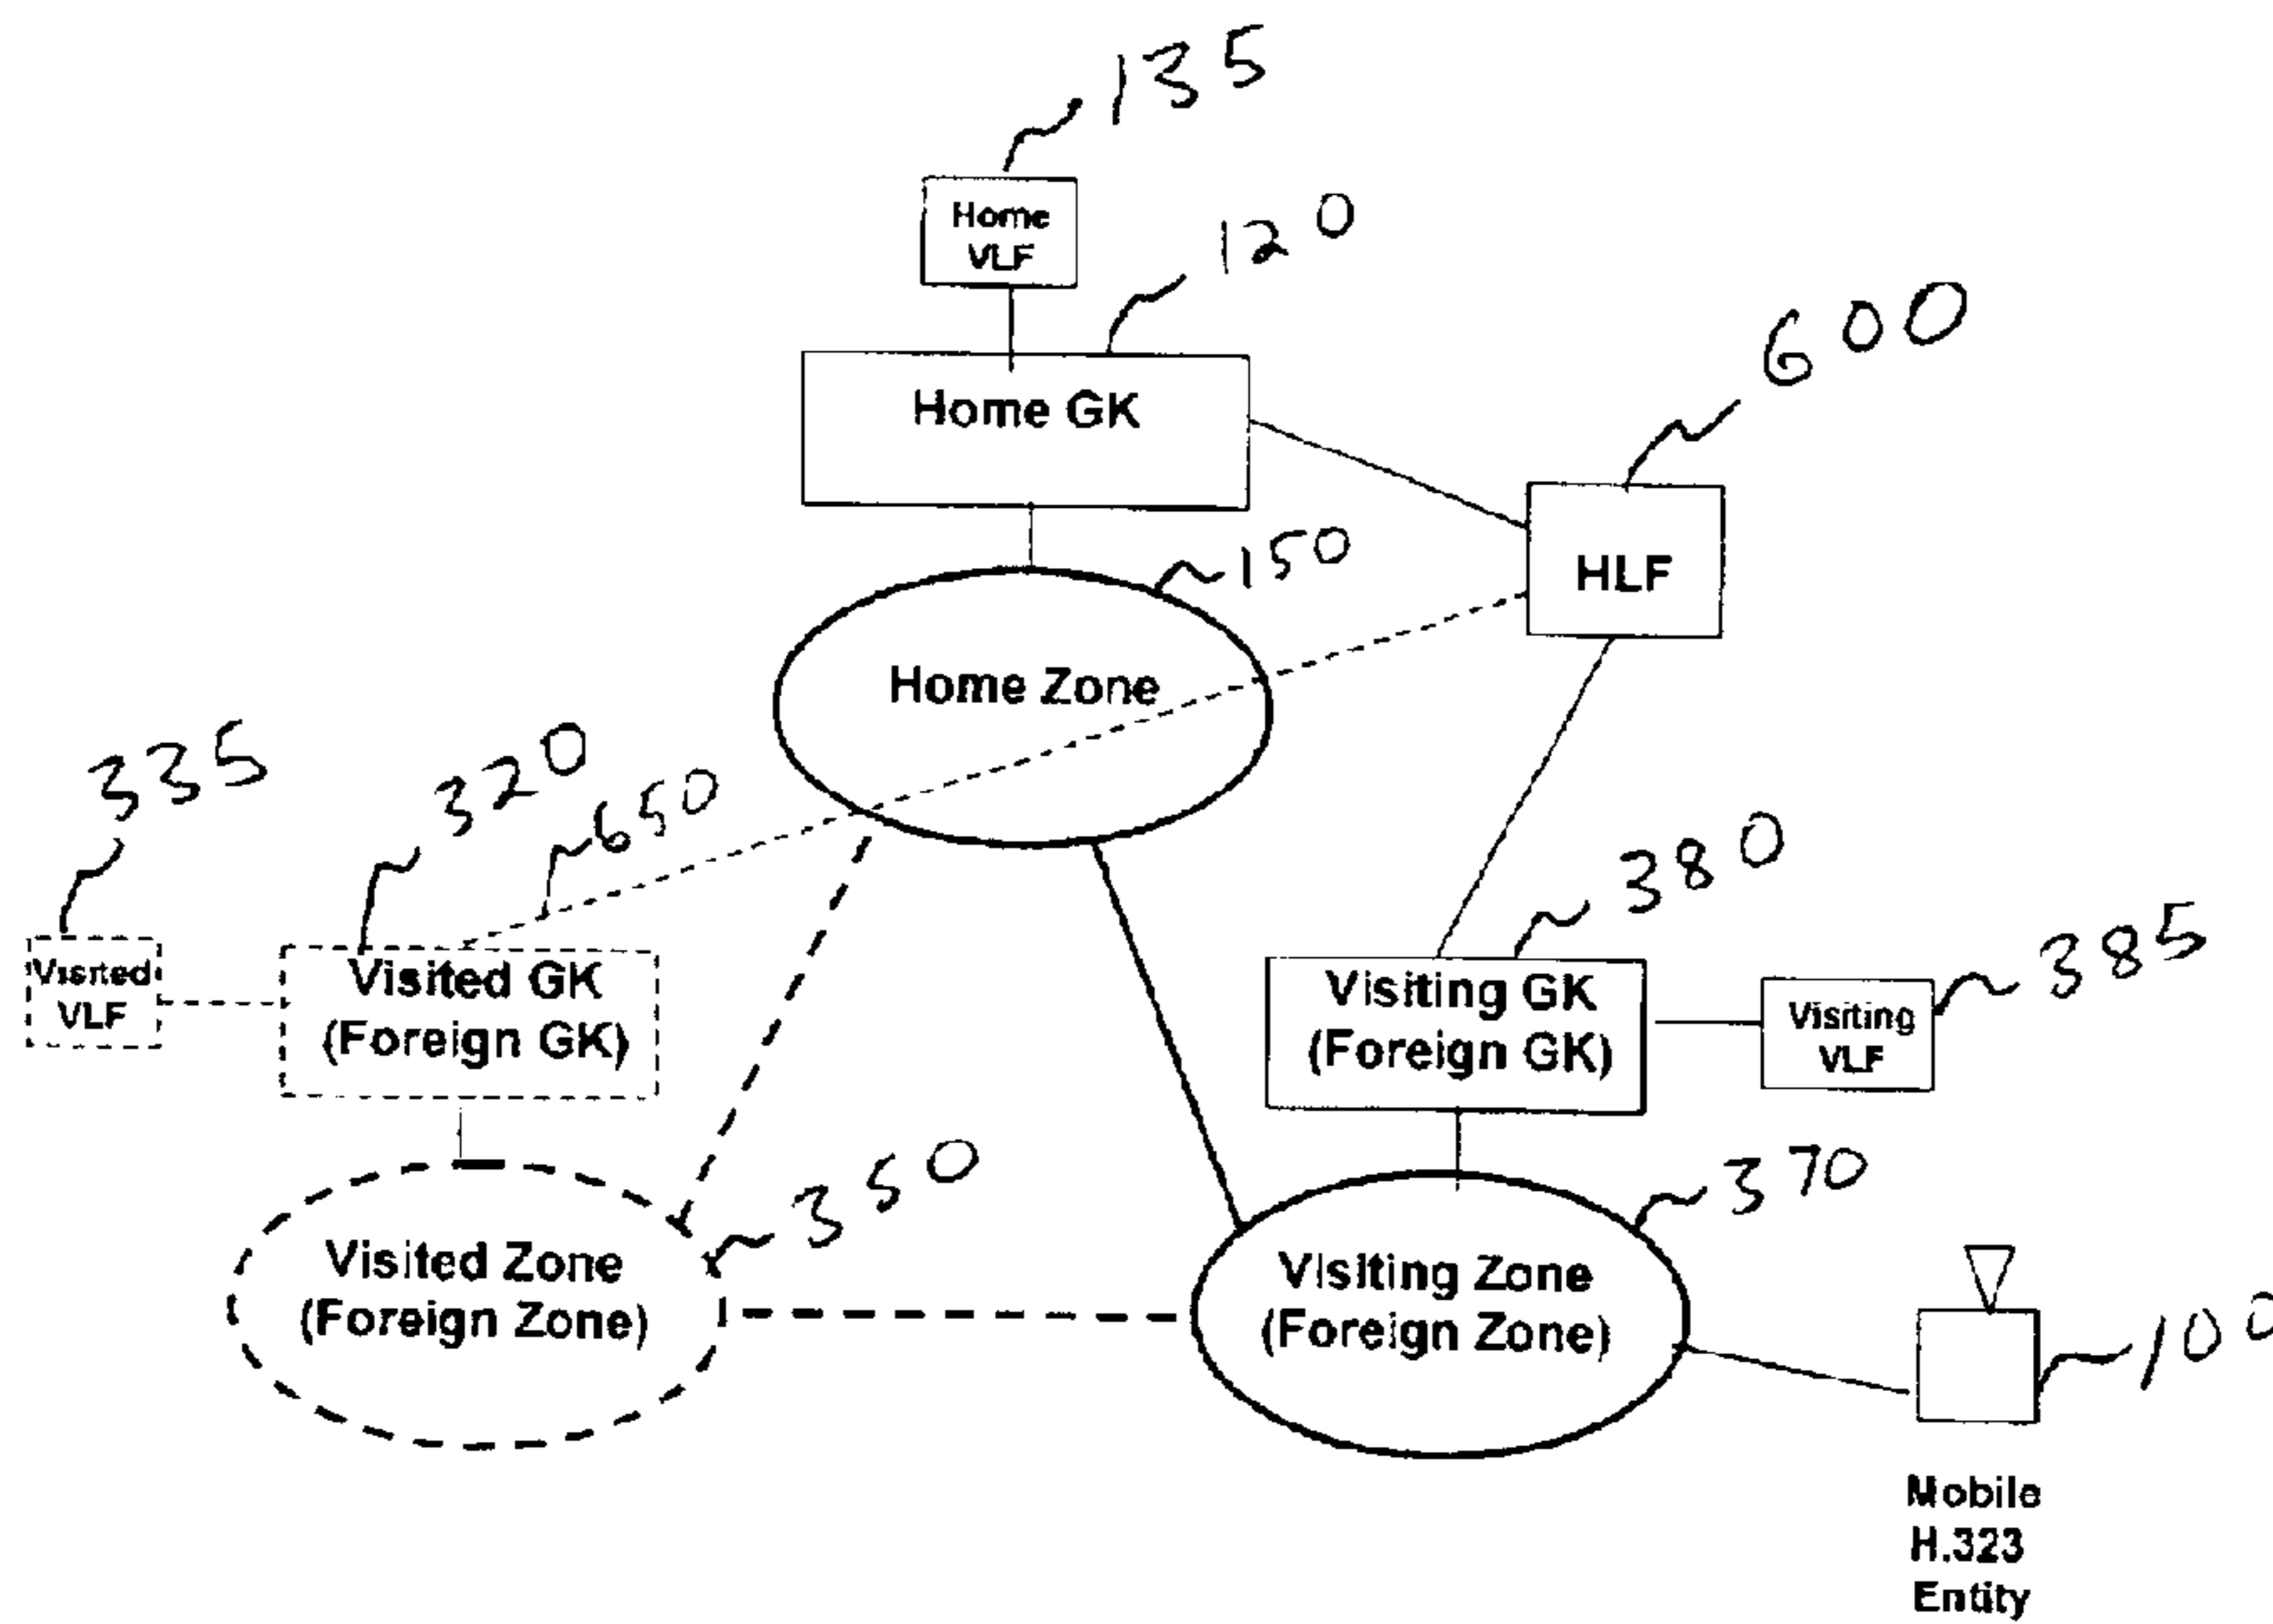 135
Home
VLF
120
Home GK
600
HLF
150
Home Zone
335
320
650
380
385
Visited
VLF
Visited GK
(Foreign GK)
Visiting GK
(Foreign GK)
Visiting
VLF
350
370
Visited Zone
(Foreign Zone)
Visiting Zone
(Foreign Zone)
100
Mobile
H.323
Entity